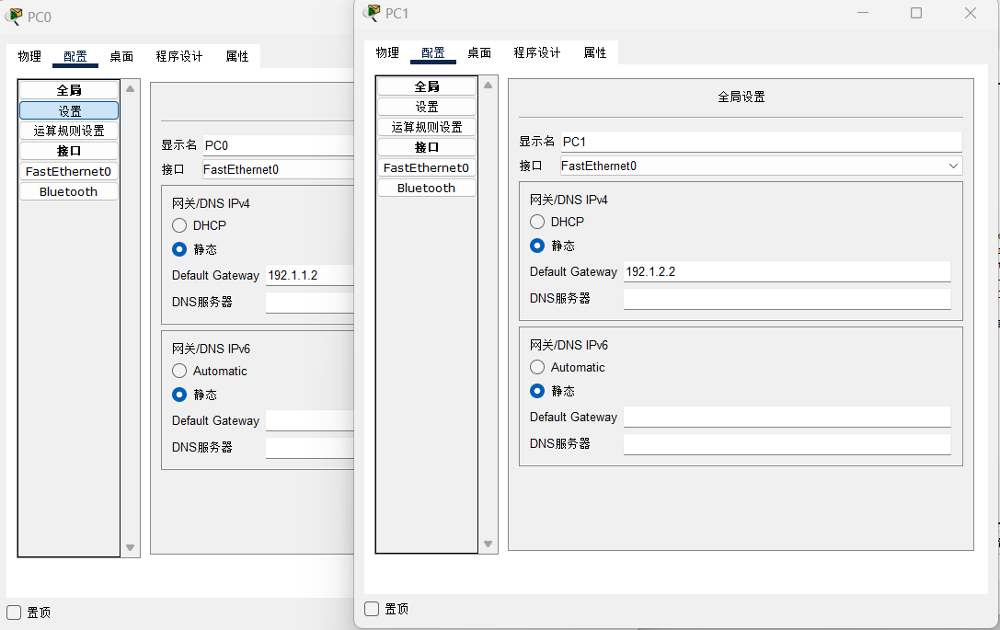 PC0
物理 配置 桌面 程序设计 属性
全局
设置
运算规则设置
接口
FastEthernet0
Bluetooth
显示名 PC0
接口 FastEthernet0
网关/DNS IPv4
DHCP
静态
Default Gateway 192.1.1.2
DNS服务器
网关/DNS IPv6
Automatic
静态
Default Gateway
DNS服务器
置顶
PC1
物理 配置 桌面 程序设计 属性
全局
设置
运算规则设置
接口
FastEthernet0
Bluetooth
全局设置
显示名 PC1
接口 FastEthernet0
网关/DNS IPv4
DHCP
静态
Default Gateway 192.1.2.2
DNS服务器
网关/DNS IPv6
Automatic
静态
Default Gateway
DNS服务器
置顶